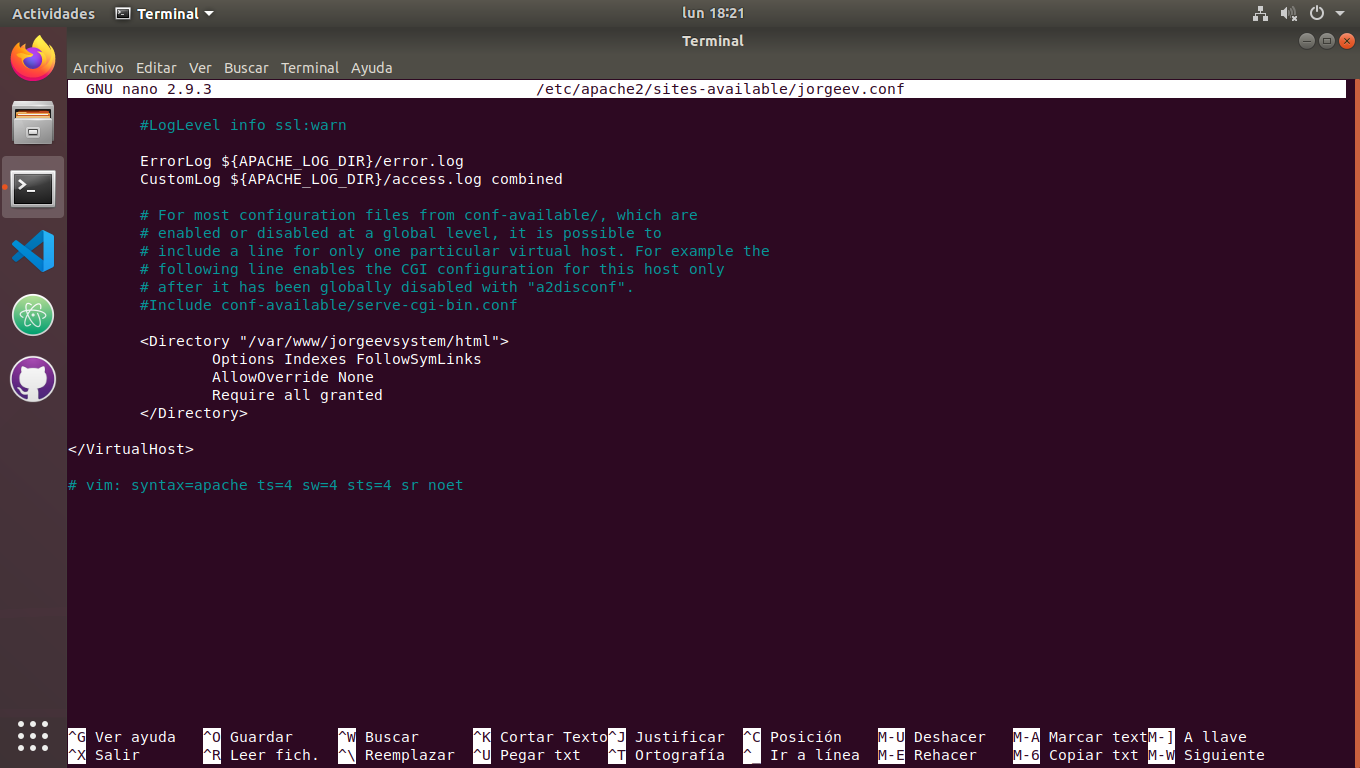 Actividades Terminal lun 18:21
Terminal
Archivo Editar Ver Buscar Terminal Ayuda
GNU nano 2.9.3 /etc/apache2/sites-available/jorgeev.conf
#LogLevel info ssl:warn
ErrorLog ${APACHE_LOG_DIR}/error.log
CustomLog ${APACHE_LOG_DIR}/access.log combined
# For most configuration files from conf-available/, which are
# enabled or disabled at a global level, it is possible to
# include a line for only one particular virtual host. For example the
# following line enables the CGI configuration for this host only
# after it has been globally disabled with "a2disconf".
#Include conf-available/serve-cgi-bin.conf
<Directory "/var/www/jorgeevsystem/html">
Options Indexes FollowSymLinks
AllowOverride None
Require all granted
</Directory>
</VirtualHost>
# vim: syntax=apache ts=4 sw=4 sts=4 sr noet
^G Ver ayuda ^O Guardar ^W Buscar ^K Cortar Texto ^J Justificar ^C Posición M-U Deshacer M-A Marcar text M-] A llave
^X Salir ^R Leer fich. ^\ Reemplazar ^U Pegar txt ^T Ortografía ^_ Ir a línea M-E Rehacer M-6 Copiar txt M-W Siguiente